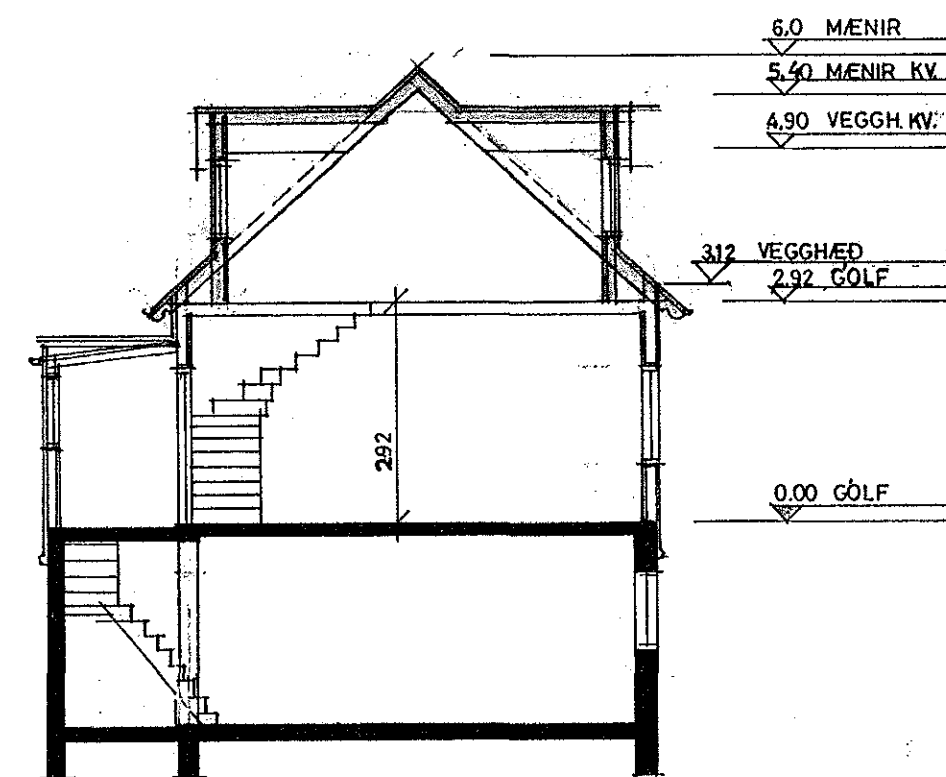 6,0 MÆNIR
5,40 MÆNIR KV.
4,90 VEGGH. KV.
3,12 VEGGHÆÐ
2,92 GÓLF
2,92
0.00 GÓLF